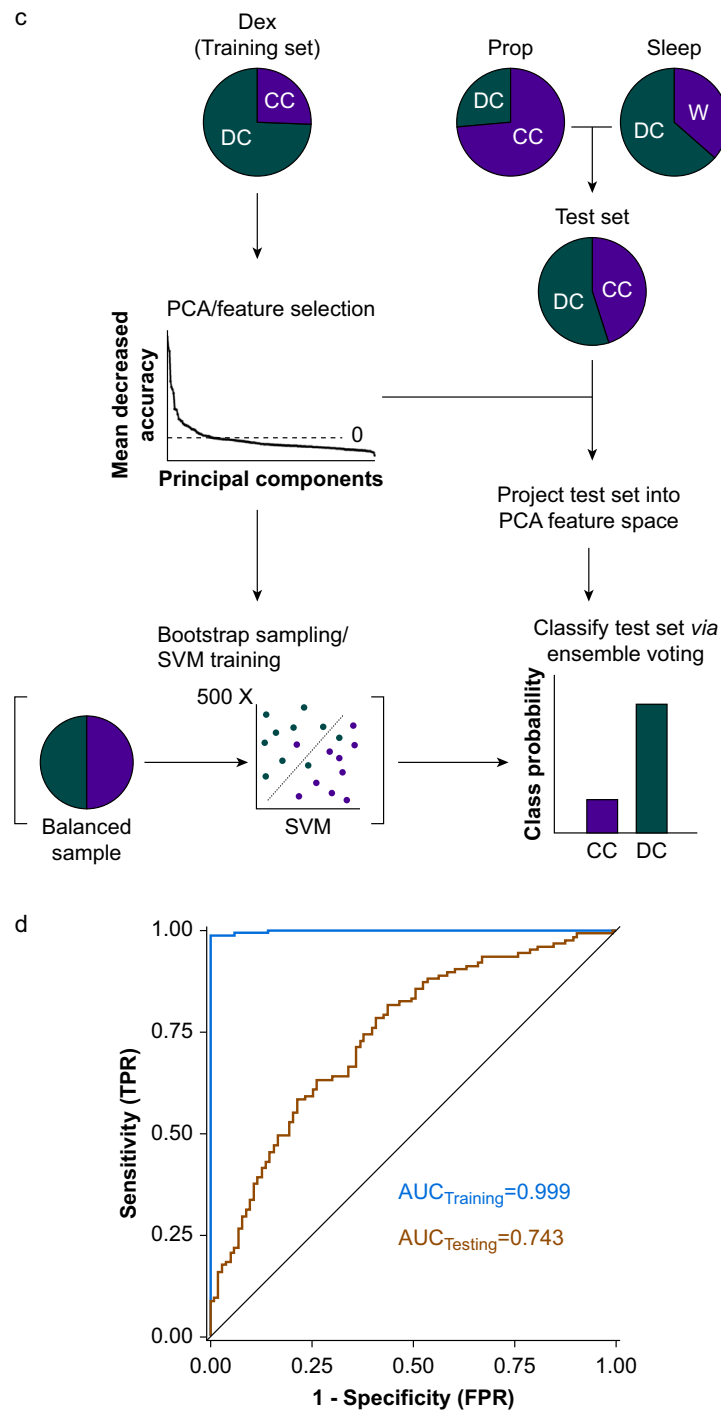 c
Dex
(Training set)
CC
DC
Prop
DC
CC
Sleep
W
DC
Test set
DC
CC
PCA/feature selection
Mean decreased
accuracy
0
Principal components
Project test set into
PCA feature space
Bootstrap sampling/
SVM training
500 X
Balanced
sample
SVM
Classify test set via
ensemble voting
Class probability
CC
DC
d
1.00
0.75
0.50
0.25
0.00
Sensitivity (TPR)
AUCTraining=0.999
AUCTesting=0.743
0.00
0.25
0.50
0.75
1.00
1 - Specificity (FPR)